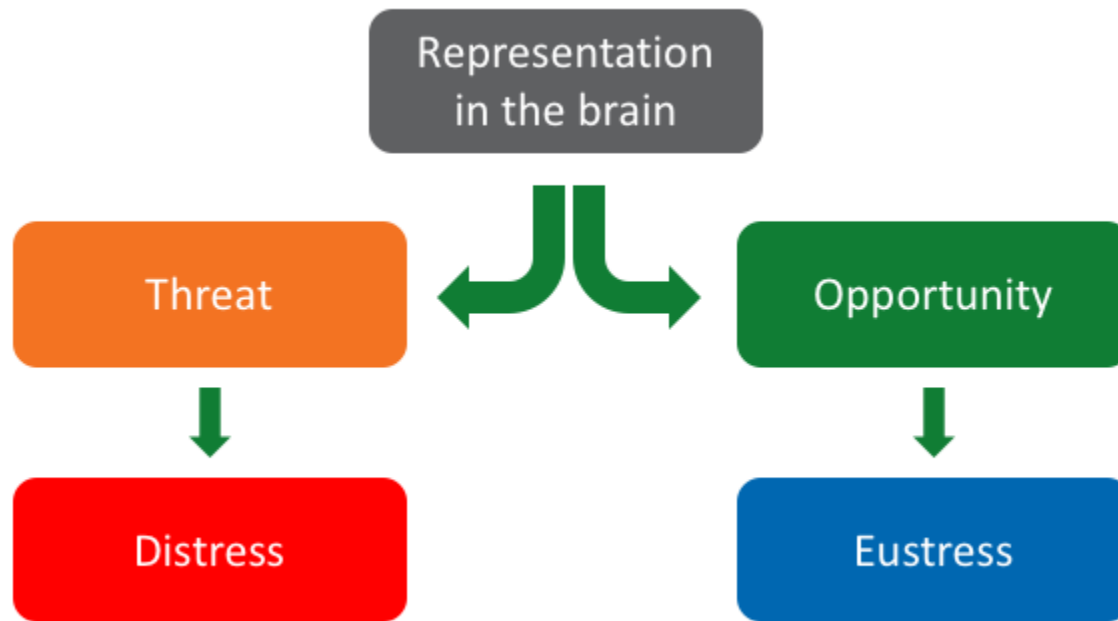 Representation
in the brain
Threat
Opportunity
Distress
Eustress